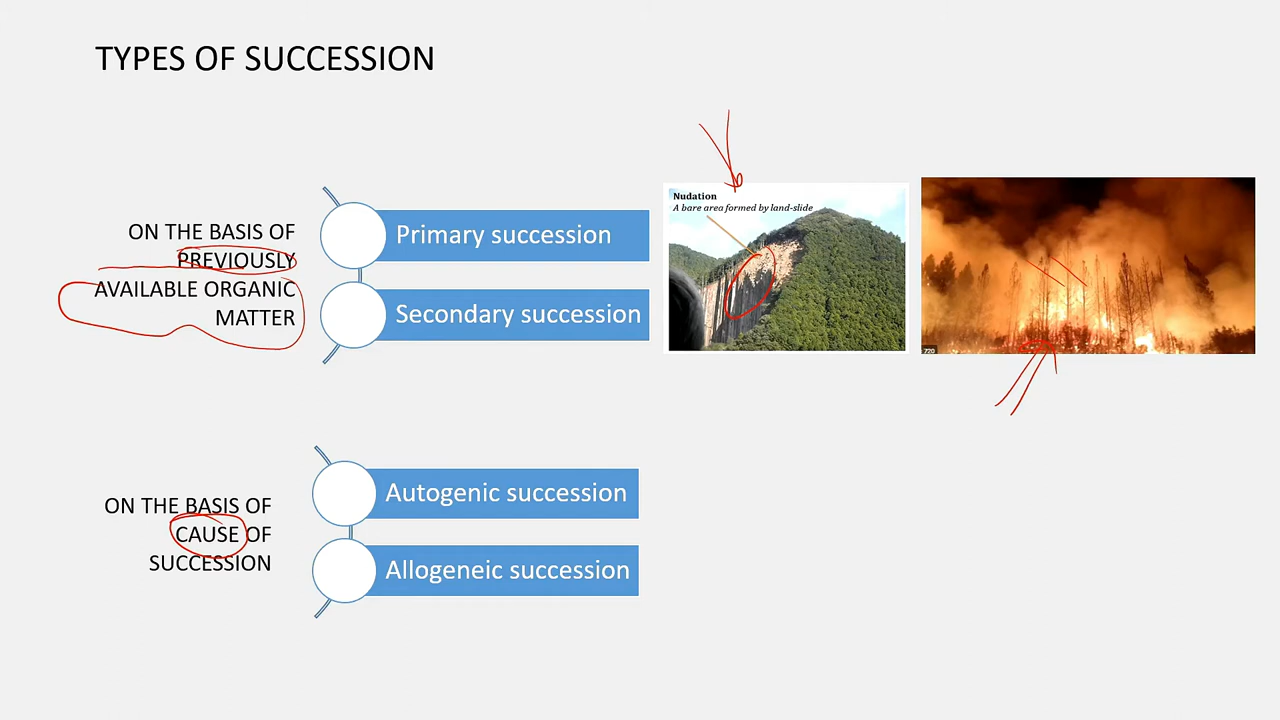 TYPES OF SUCCESSION
ON THE BASIS OF
PREVIOUSLY
AVAILABLE ORGANIC
MATTER
Primary succession
Secondary succession
Nudation
A bare area formed by land-slide
720
ON THE BASIS OF
CAUSE OF
SUCCESSION
Autogenic succession
Allogeneic succession